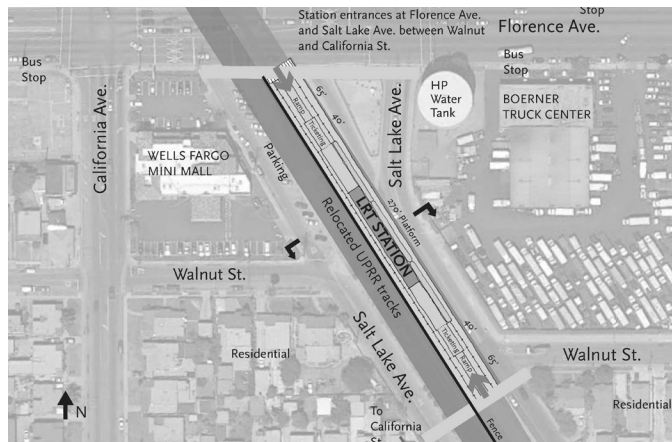 Station entrances at Florence Ave.
and Salt Lake Ave. between Walnut
and California St.
Stop
Florence Ave.
Bus
Stop
Bus
Stop
California Ave.
65'
Ramp
40'
Ticketing
Salt Lake Ave.
HP
Water
Tank
BOERNER
TRUCK CENTER
WELLS FARGO
MINI MALL
Parking
270' Platform
LRT STATION
Relocated UPRR tracks
Walnut St.
Salt Lake Ave.
Residential
40'
Ticketing
65'
Ramp
Walnut St.
Residential
N
To
California
St.
Fence